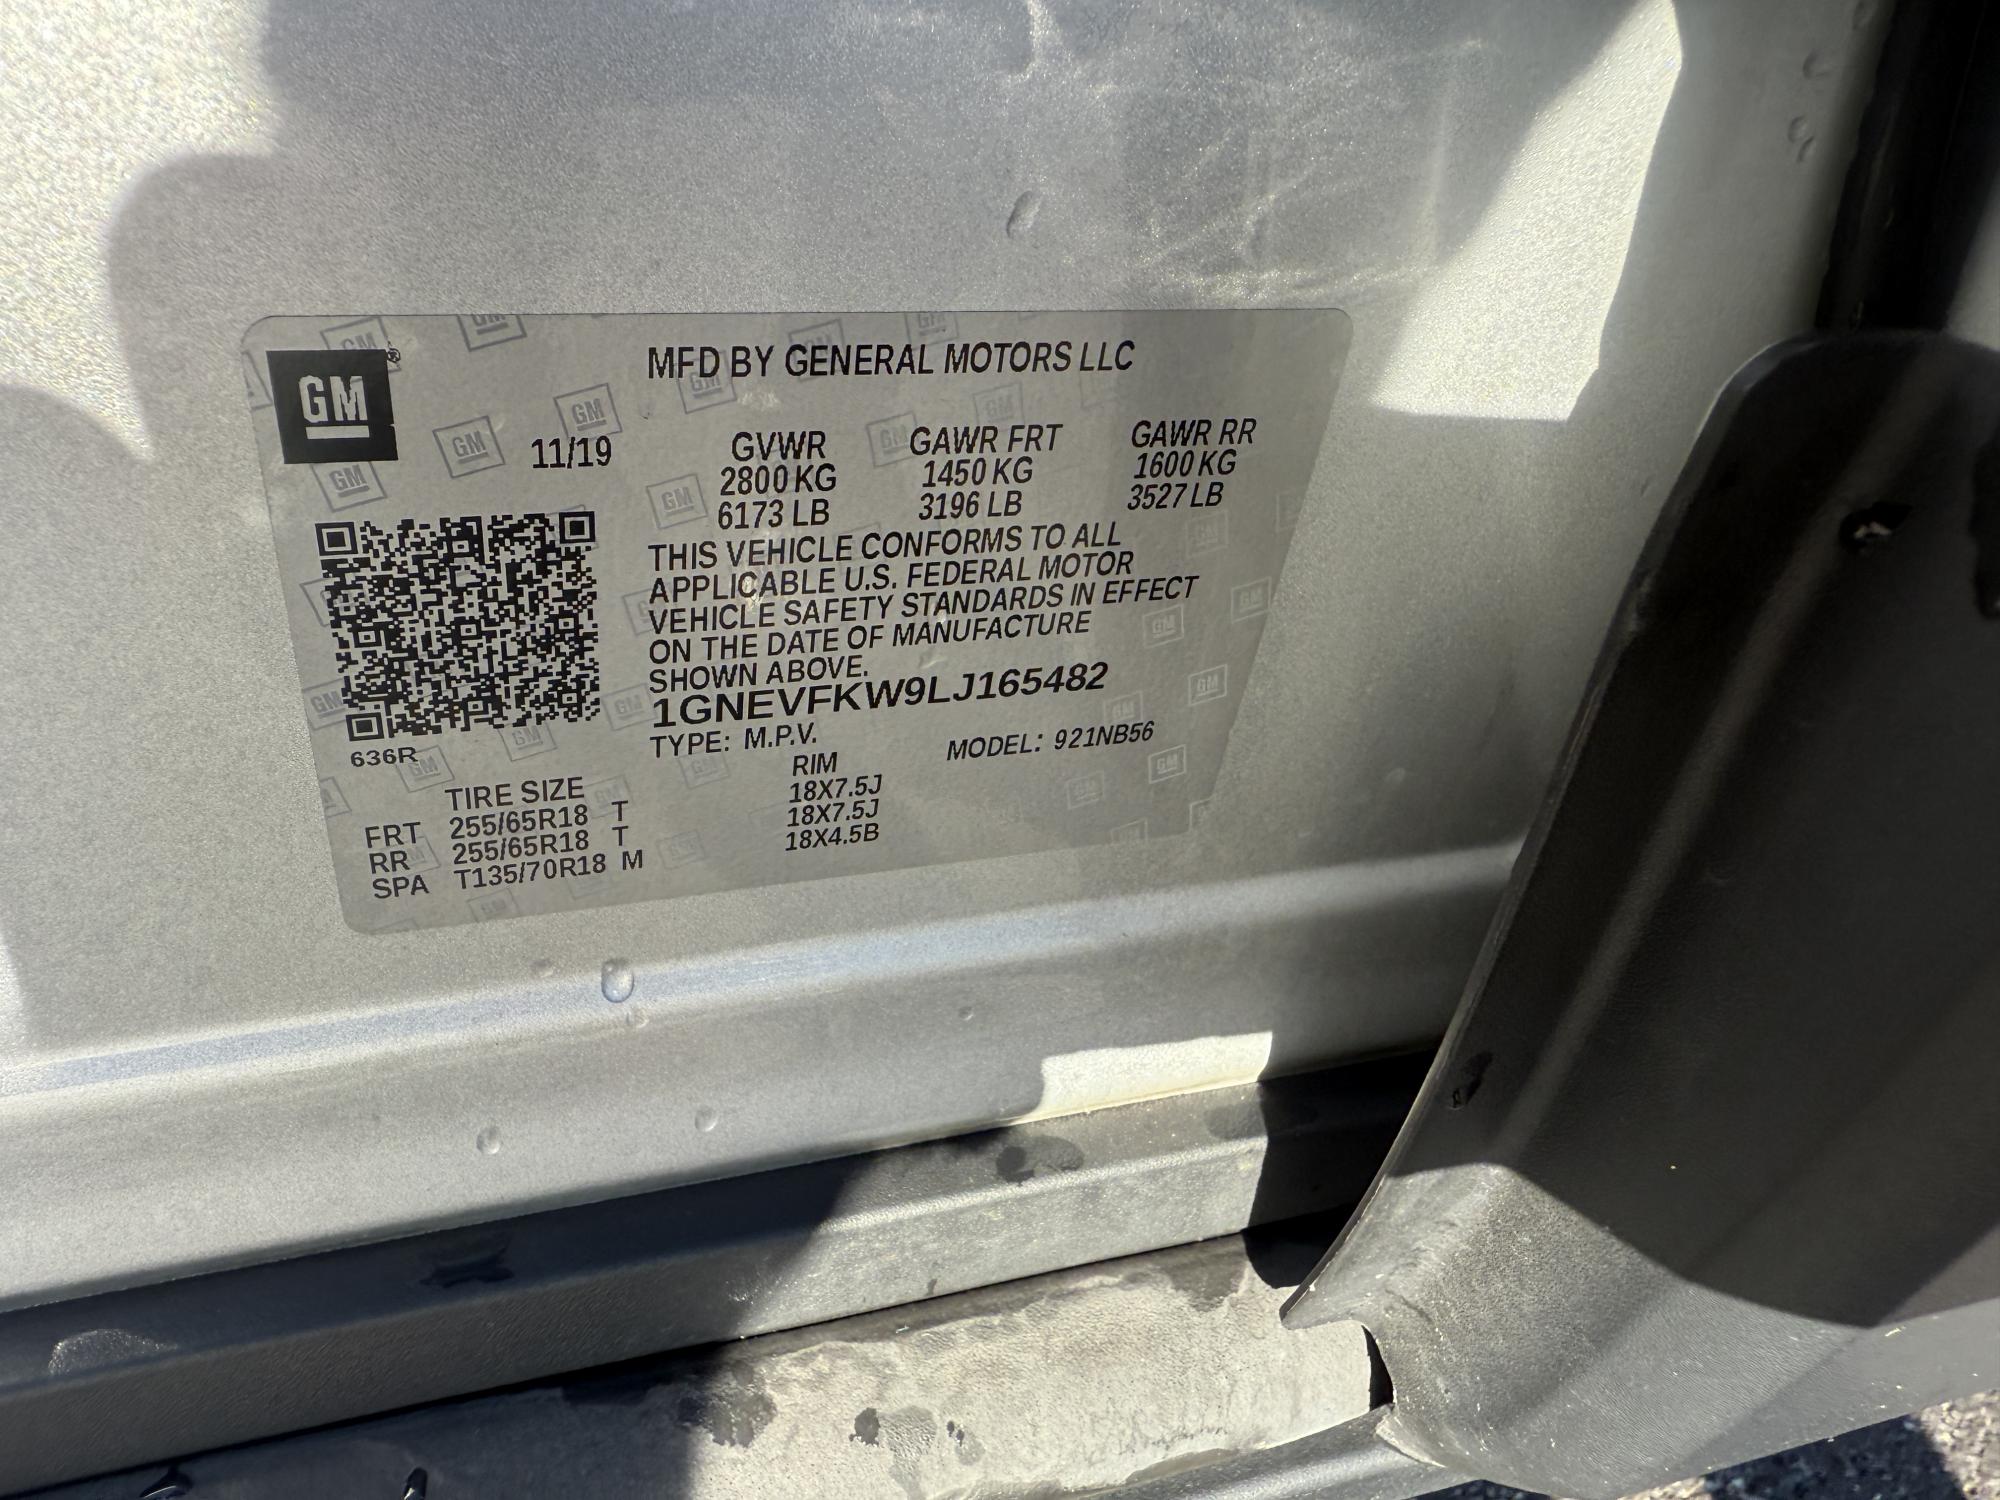 GM®
MFD BY GENERAL MOTORS LLC
11/19
GVWR GAWR FRT GAWR RR
2800 KG 1450 KG 1600 KG
6173 LB 3196 LB 3527 LB
THIS VEHICLE CONFORMS TO ALL
APPLICABLE U.S. FEDERAL MOTOR
VEHICLE SAFETY STANDARDS IN EFFECT
ON THE DATE OF MANUFACTURE
SHOWN ABOVE.
1GNEVFKW9LJ165482
TYPE: M.P.V. MODEL: 921NB56
636R
TIRE SIZE RIM
FRT 255/65R18 T 18X7.5J
RR 255/65R18 T 18X7.5J
SPA T135/70R18 M 18X4.5B